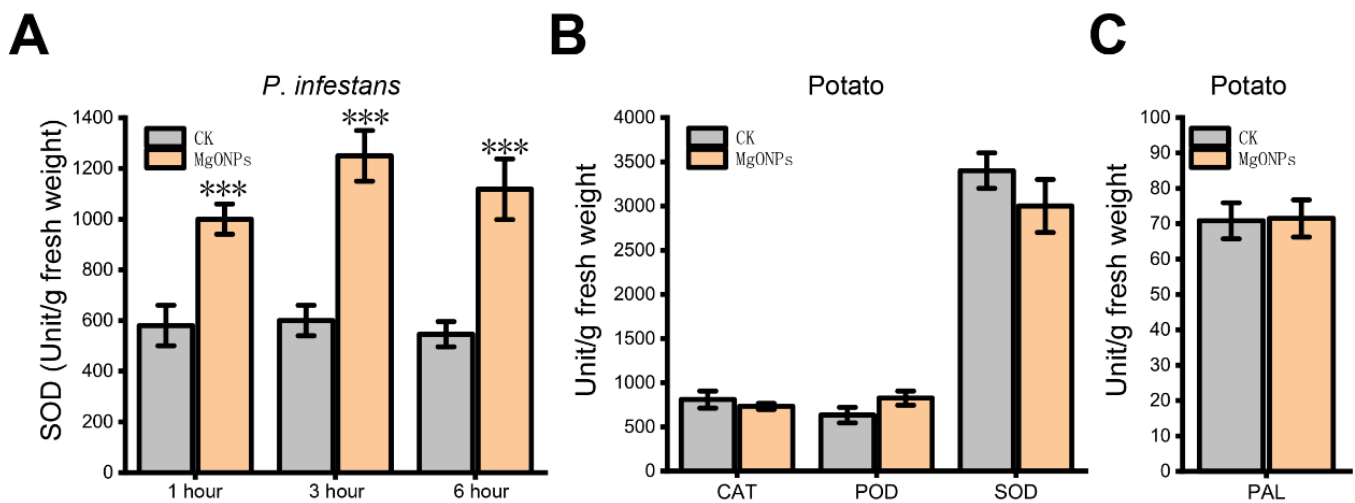 A
P. infestans
SOD (Unit/g fresh weight)
1400
1200
1000
800
600
400
200
0
CK
MgONPs
***
***
***
1 hour
3 hour
6 hour
B
Potato
Unit/g fresh weight
4000
3500
3000
2500
2000
1500
1000
500
0
CK
MgONPs
CAT
POD
SOD
C
Potato
Unit/g fresh weight
100
90
80
70
60
50
40
30
20
10
0
CK
MgONPs
PAL